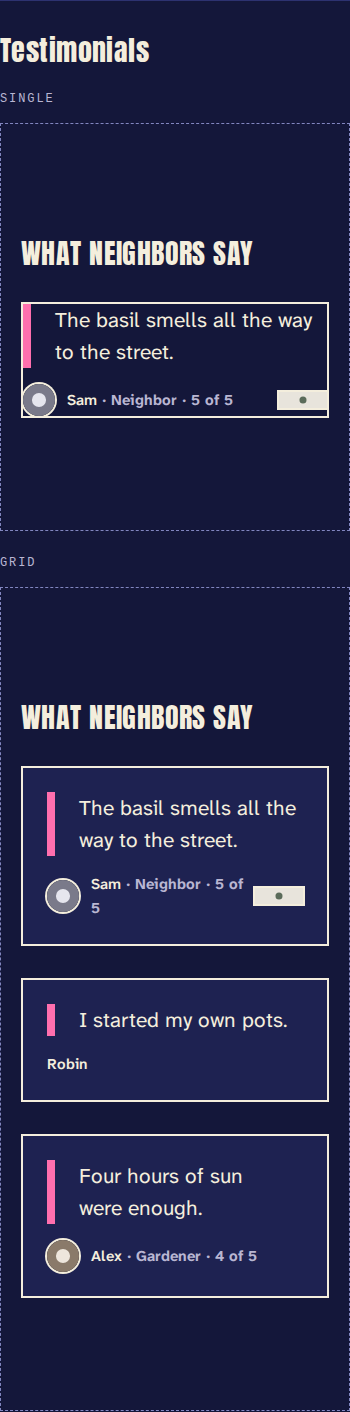 Testimonials
SINGLE
WHAT NEIGHBORS SAY
The basil smells all the way
to the street.
Sam · Neighbor · 5 of 5
GRID
WHAT NEIGHBORS SAY
The basil smells all the
way to the street.
Sam · Neighbor · 5 of
5
I started my own pots.
Robin
Four hours of sun
were enough.
Alex · Gardener · 4 of 5